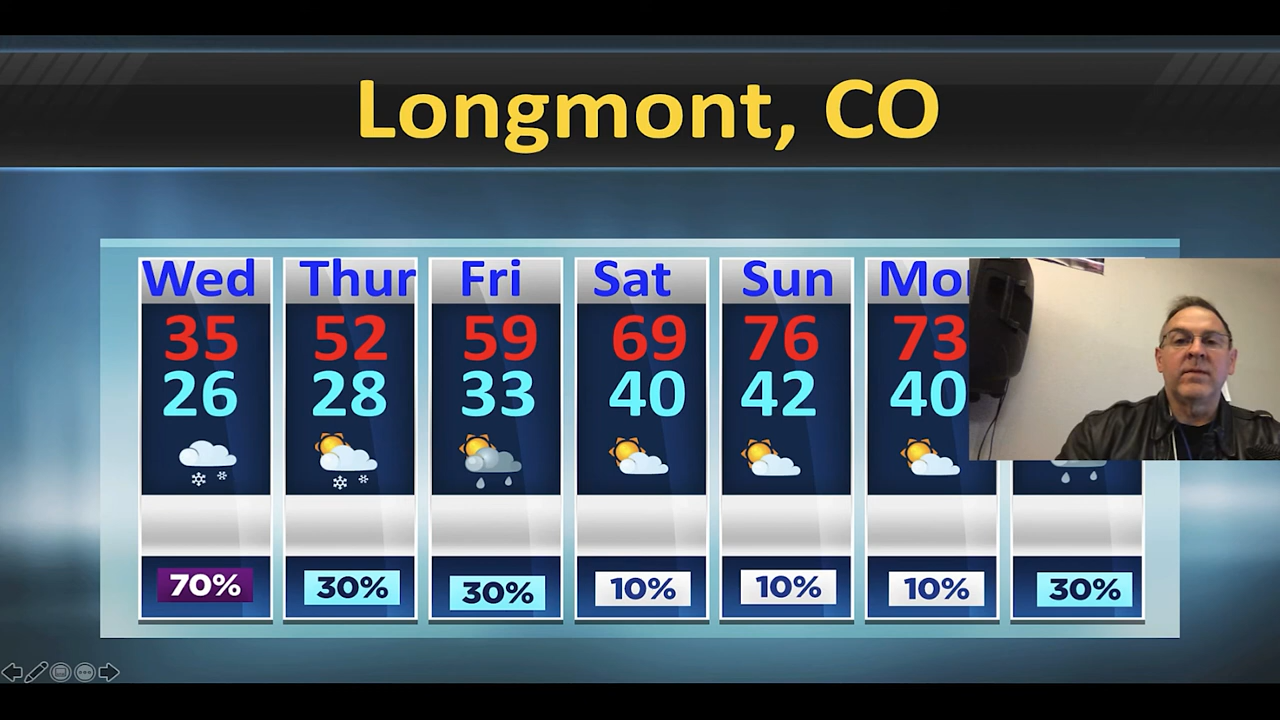 Longmont, CO
Wed Thur Fri Sat Sun
35 52 59 69 76 73
26 28 33 40 42 40
70% 30% 30% 10% 10% 10% 30%